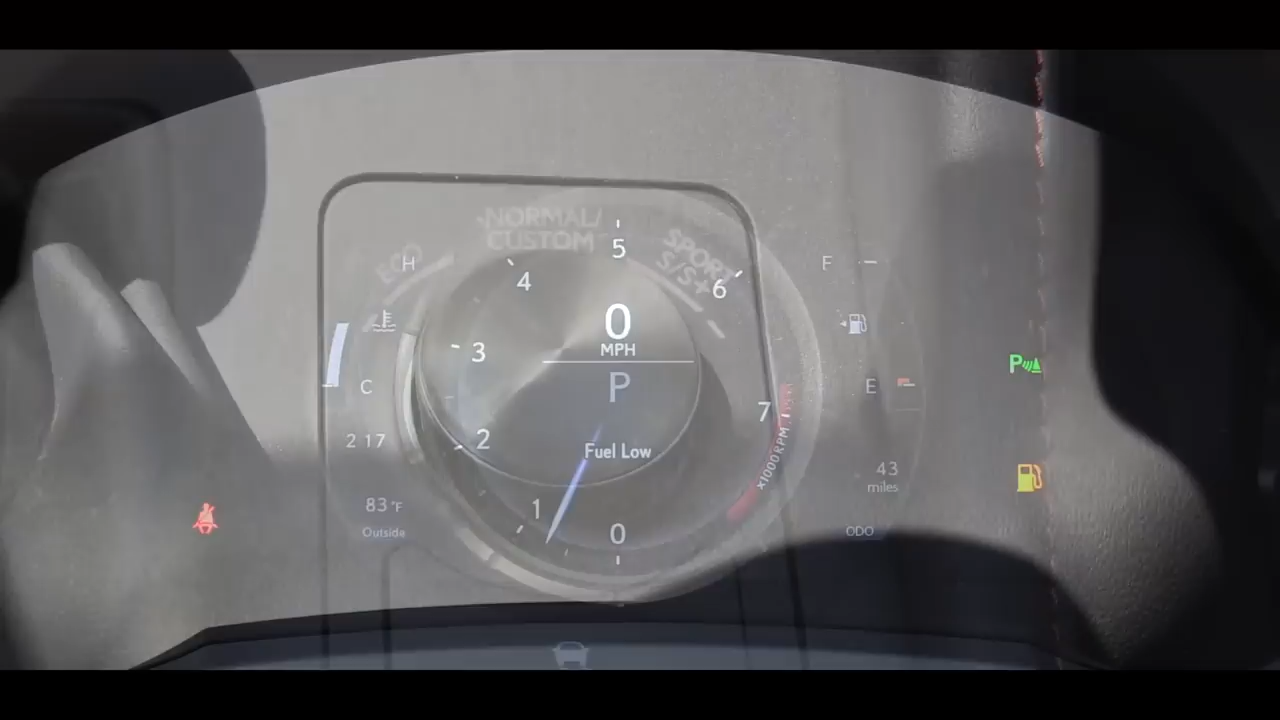 NORMAL/
CUSTOM
ECO
SPORT
S/S+
H
C
2 17
83 °F
Outside
5
4
6
3
7
2
1
0
x1000RPM
0
MPH
P
Fuel Low
F
E
43
miles
ODO
P